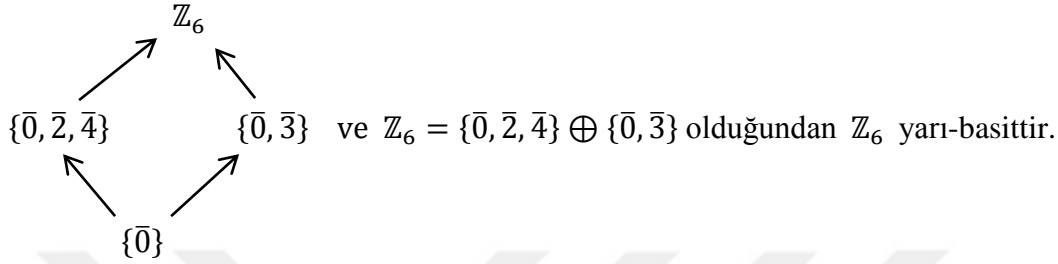 ℤ₆
{0̅, 2̅, 4̅} {0̅, 3̅} ve ℤ₆ = {0̅, 2̅, 4̅} ⊕ {0̅, 3̅} olduğundan ℤ₆ yarı-basittir.
{0̅}